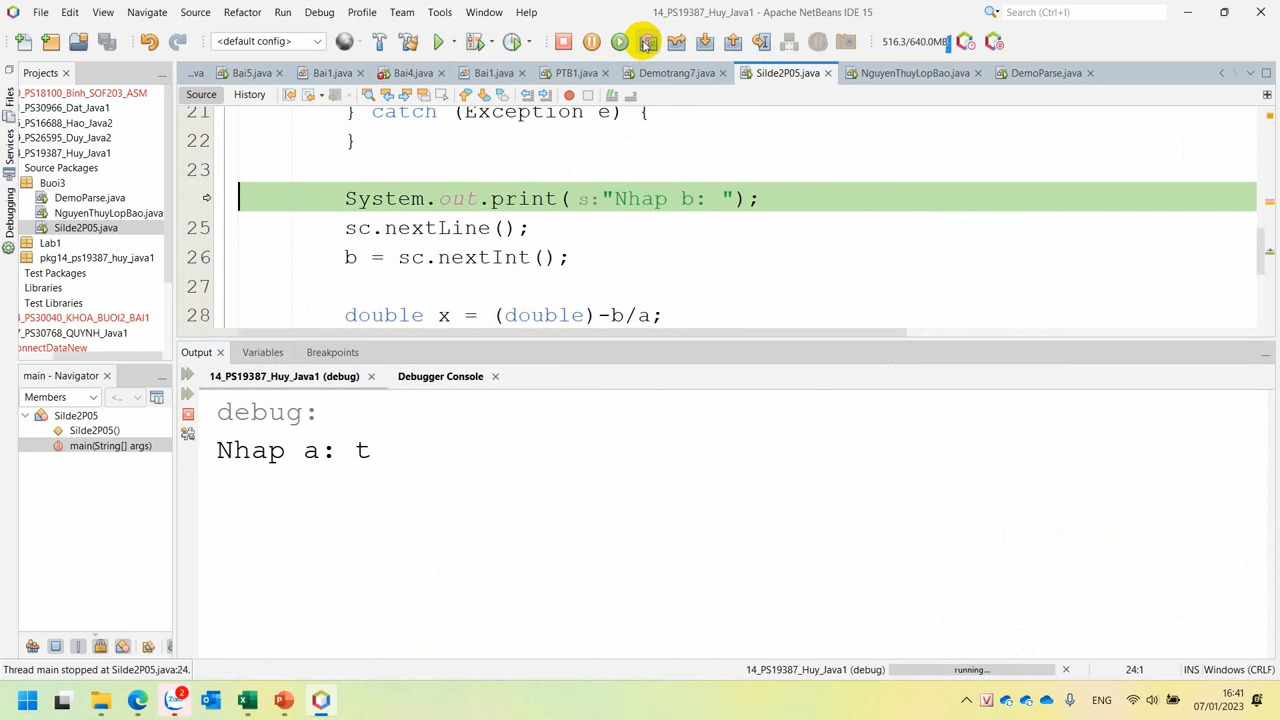 File Edit View Navigate Source Refactor Run Debug Profile Team Tools Window Help
14_PS19387_Huy_Java1 - Apache NetBeans IDE 15
Search (Ctrl+I)
<default config>
516.3/640.0MB
Projects
...va
Bai5.java
Bai1.java
Bai4.java
Bai1.java
PTB1.java
Demotrang7.java
Silde2P05.java
NguyenThuyLopBao.java
DemoParse.java
Source History
Files
Services
Debugging
_PS18100_Binh_SOF203_ASM
_PS30966_Dat_Java1
_PS16688_Hao_Java2
_PS26595_Duy_Java2
_PS19387_Huy_Java1
Source Packages
Buoi3
DemoParse.java
NguyenThuyLopBao.java
Silde2P05.java
Lab1
pkg14_ps19387_huy_java1
Test Packages
Libraries
Test Libraries
_PS30040_KHOA_BUOI2_BAI1
_PS30768_QUYNH_Java1
onnectDataNew
21 } catch (Exception e) {
22 }
23
System.out.print( s:"Nhap b: ");
25 sc.nextLine();
26 b = sc.nextInt();
27
28 double x = (double)-b/a;
Output Variables Breakpoints
14_PS19387_Huy_Java1 (debug)
Debugger Console
debug:
Nhap a: t
main - Navigator
Members
<...
Silde2P05
Silde2P05()
main(String[] args)
Thread main stopped at Silde2P05.java:24.
14_PS19387_Huy_Java1 (debug)
running...
24:1
INS
Windows (CRLF)
Zalo
2
ENG
16:41
07/01/2023